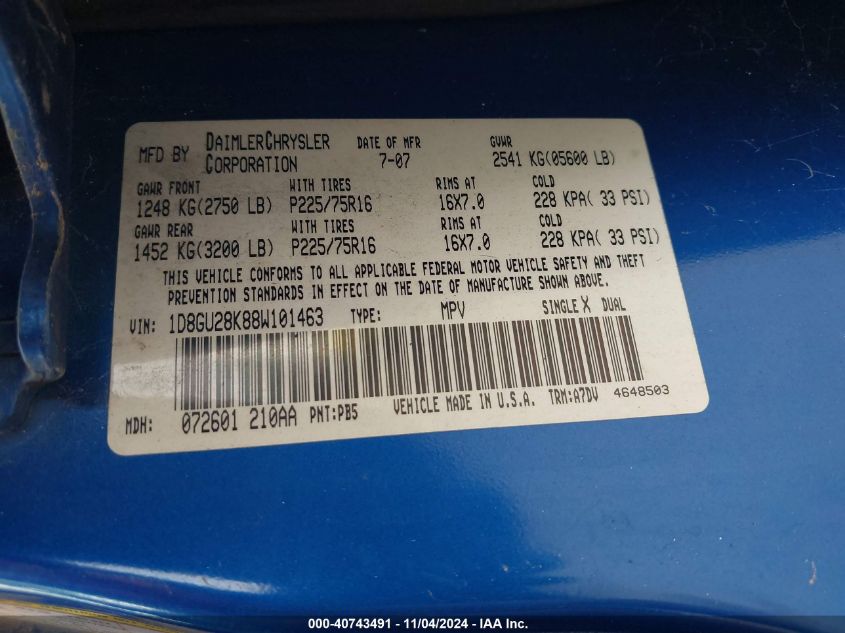 MFD BY DAIMLERCHRYSLER CORPORATION DATE OF MFR 7-07 GVWR 2541 KG(05600 LB)
GAWR FRONT WITH TIRES RIMS AT COLD
1248 KG(2750 LB) P225/75R16 16X7.0 228 KPA( 33 PSI)
GAWR REAR WITH TIRES RIMS AT COLD
1452 KG(3200 LB) P225/75R16 16X7.0 228 KPA( 33 PSI)
THIS VEHICLE CONFORMS TO ALL APPLICABLE FEDERAL MOTOR VEHICLE SAFETY AND THEFT
PREVENTION STANDARDS IN EFFECT ON THE DATE OF MANUFACTURE SHOWN ABOVE.
VIN: 1D8GU28K88W101463 TYPE: MPV SINGLE X DUAL
MDH: 072601 210AA PNT:PB5 VEHICLE MADE IN U.S.A. TRM:A7DV 4648503
000-40743491 - 11/04/2024 - IAA Inc.